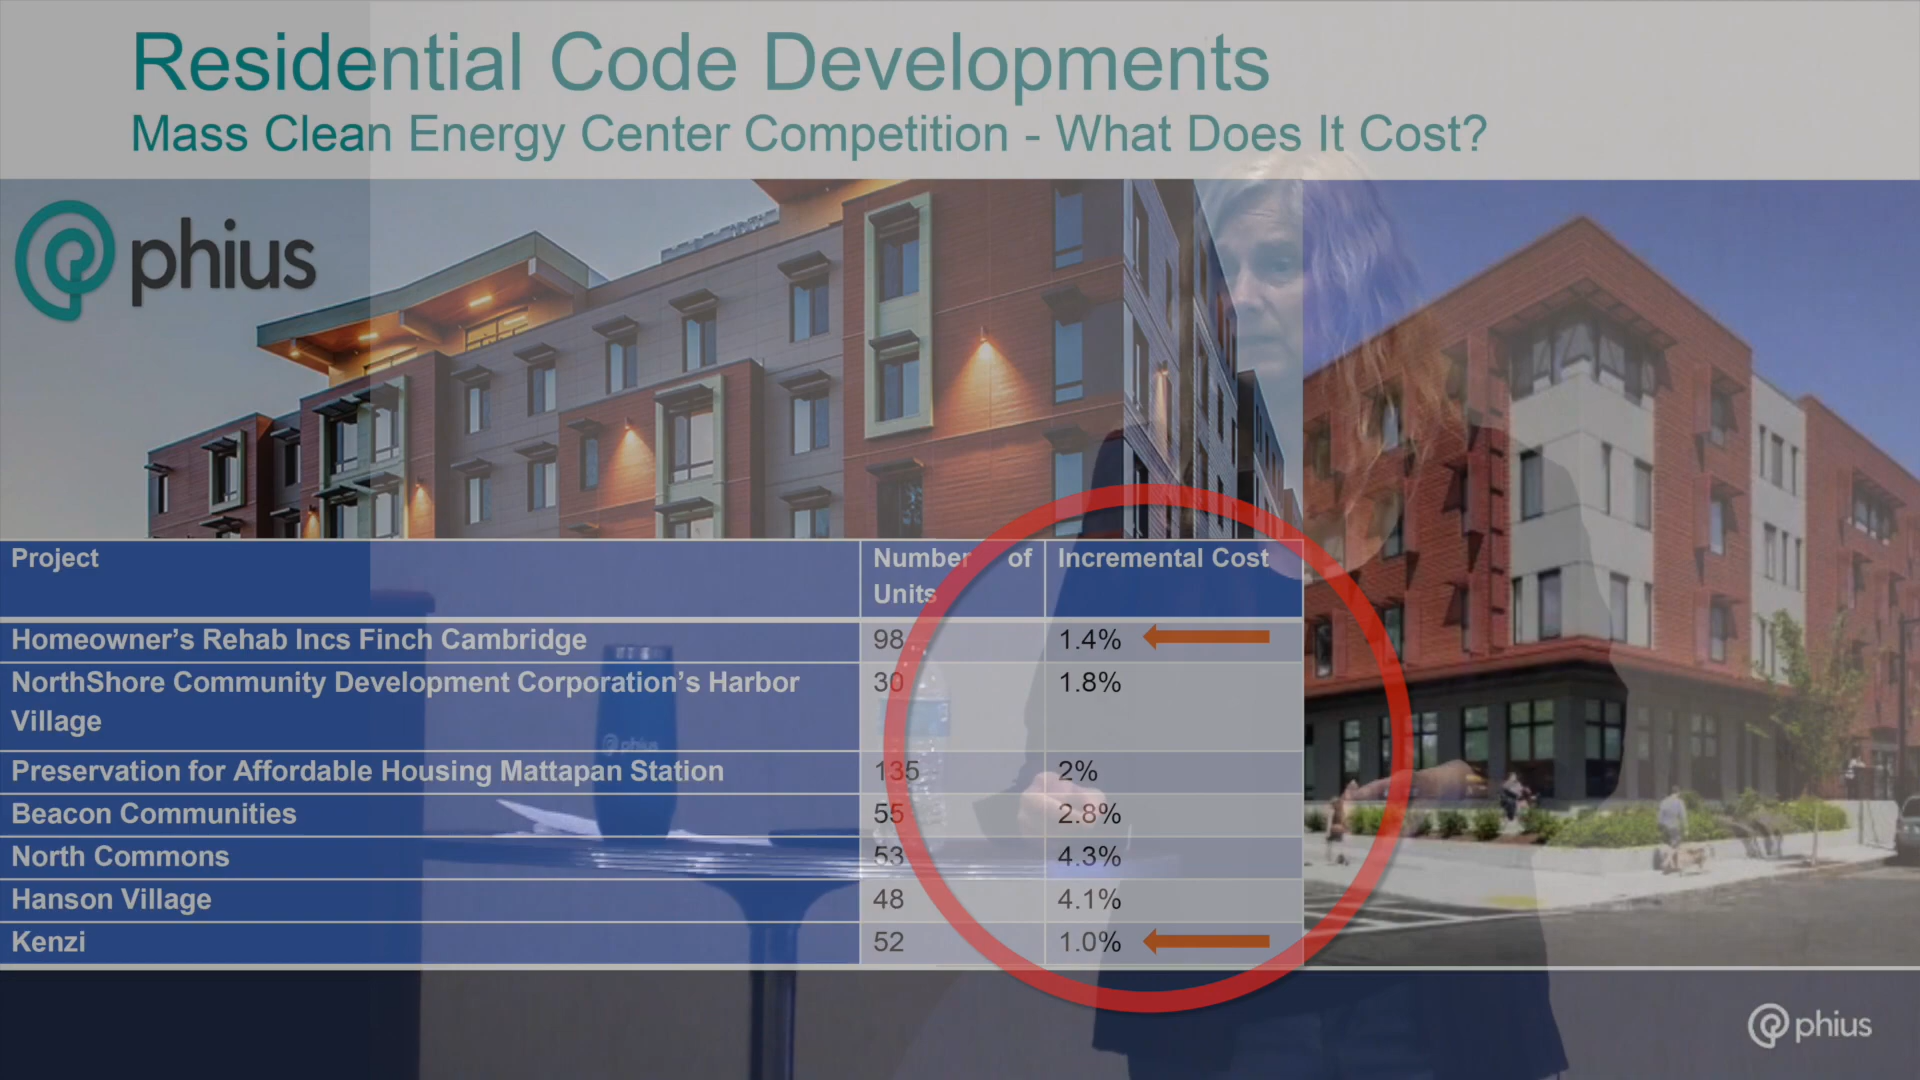 Residential Code Developments
Mass Clean Energy Center Competition - What Does It Cost?
phius
Project
Number of
Units
Incremental Cost
Homeowner’s Rehab Incs Finch Cambridge
98
1.4%
NorthShore Community Development Corporation’s Harbor
Village
30
1.8%
Preservation for Affordable Housing Mattapan Station
135
2%
Beacon Communities
55
2.8%
North Commons
53
4.3%
Hanson Village
48
4.1%
Kenzi
52
1.0%
phius
phius